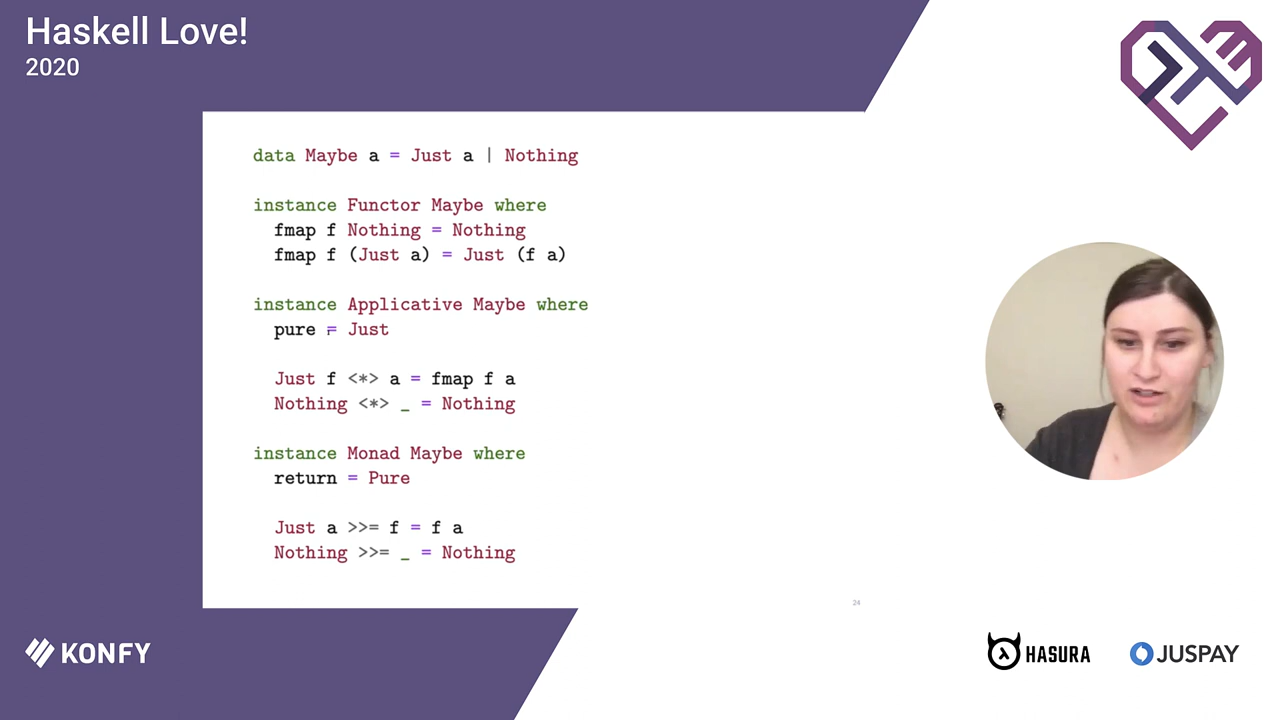 Haskell Love!
2020
data Maybe a = Just a | Nothing
instance Functor Maybe where
fmap f Nothing = Nothing
fmap f (Just a) = Just (f a)
instance Applicative Maybe where
pure = Just
Just f <*> a = fmap f a
Nothing <*> _ = Nothing
instance Monad Maybe where
return = Pure
Just a >>= f = f a
Nothing >>= _ = Nothing
24
KONFY
HASURA
JUSPAY